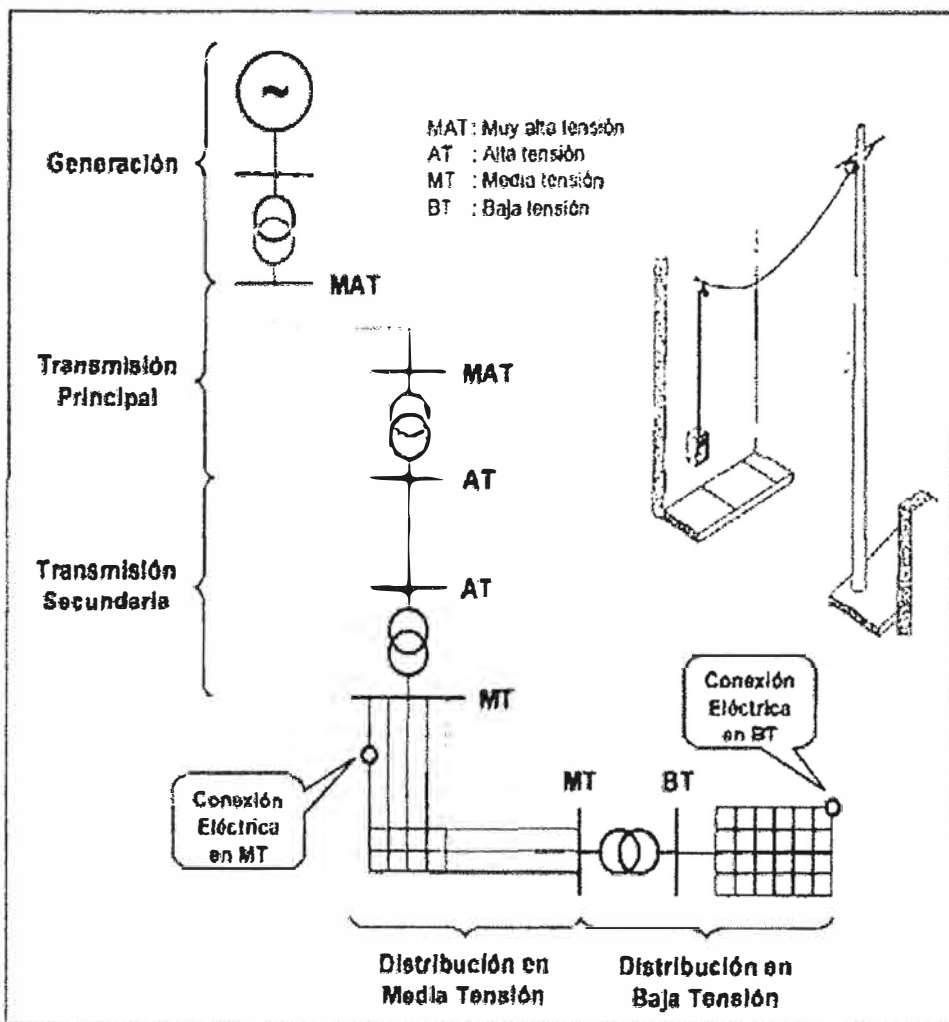 ~
Generación
MAT : Muy alta tensión
AT : Alta tensión
MT : Media tensión
BT : Baja tensión
MAT
Transmisión
Principal
MAT
AT
Transmisión
Secundaria
AT
MT
Conexión
Eléctrica
en BT
Conexión
Eléctrica
en MT
MT
BT
Distribución en
Media Tensión
Distribución en
Baja Tensión